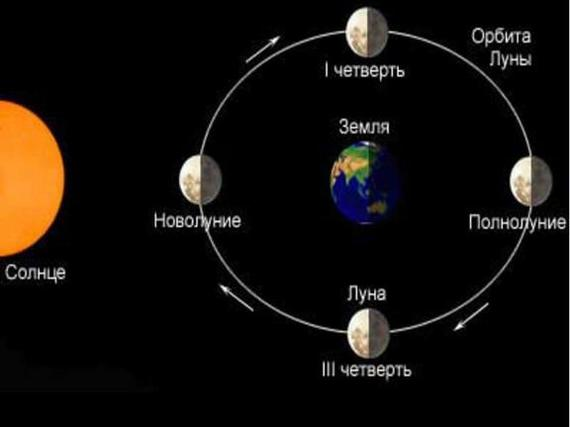 Орбита
Луны
I четверть
Земля
Новолуние
Полнолуние
Солнце
Луна
III четверть